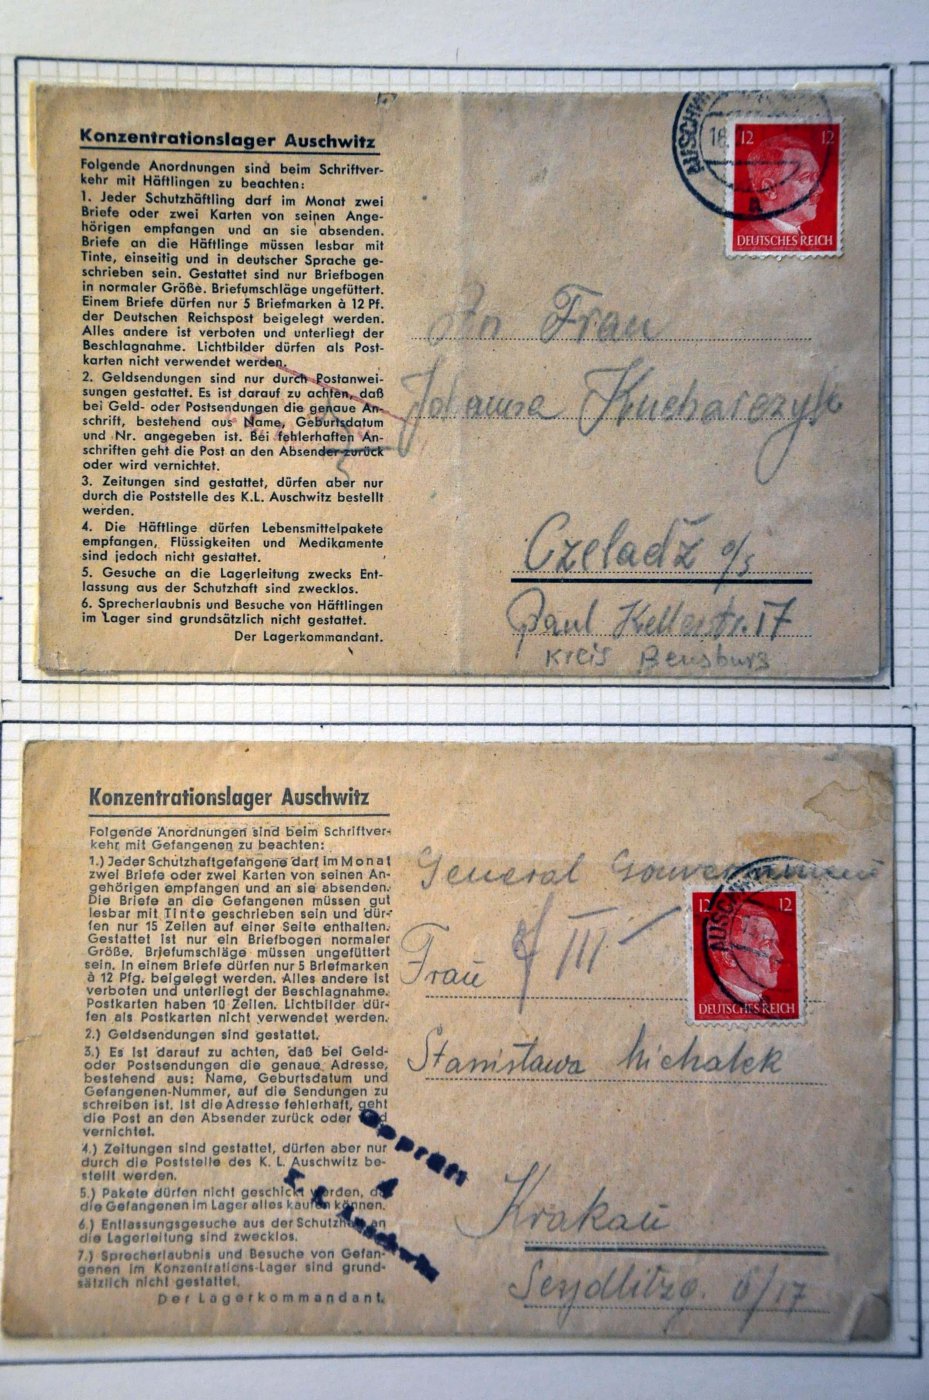 Konzentrationslager Auschwitz
Folgende Anordnungen sind beim Schriftver-
kehr mit Häftlingen zu beachten:
1. Jeder Schutzhäftling darf im Monat zwei
Briefe oder zwei Karten von seinen Ange-
hörigen empfangen und an sie absenden.
Briefe an die Häftlinge müssen lesbar mit
Tinte, einseitig und in deutscher Sprache ge-
schrieben sein. Gestattet sind nur Briefbogen
in normaler Größe. Briefumschläge ungefüttert.
Einem Briefe dürfen nur 5 Briefmarken à 12 Pf.
der Deutschen Reichspost beigelegt werden.
Alles andere ist verboten und unterliegt der
Beschlagnahme. Lichtbilder dürfen als Post-
karten nicht verwendet werden.
2. Geldsendungen sind nur durch Postanwei-
sungen gestattet. Es ist darauf zu achten, daß
bei Geld- oder Postsendungen die genaue An-
schrift, bestehend aus Name, Geburtsdatum
und Nr. angegeben ist. Bei fehlerhaften An-
schriften geht die Post an den Absender zurück
oder wird vernichtet.
3. Zeitungen sind gestattet, dürfen aber nur
durch die Poststelle des K.L. Auschwitz bestellt
werden.
4. Die Häftlinge dürfen Lebensmittelpakete
empfangen, Flüssigkeiten und Medikamente
sind jedoch nicht gestattet.
5. Gesuche an die Lagerleitung zwecks Ent-
lassung aus der Schutzhaft sind zwecklos.
6. Sprecherlaubnis und Besuche von Häftlingen
im Lager sind grundsätzlich nicht gestattet.
Der Lagerkommandant.
18.
a
12 12
DEUTSCHES REICH
An Frau
Kucharczyk
Czeladź o/s
Paul Kellerstr. 17
Kreis Bensburg
Konzentrationslager Auschwitz
Folgende Anordnungen sind beim Schriftver-
kehr mit Gefangenen zu beachten:
1.) Jeder Schutzhaftgefangene darf im Monat
zwei Briefe oder zwei Karten von seinen An-
gehörigen empfangen und an sie absenden.
Die Briefe an die Gefangenen müssen gut
lesbar mit Tinte geschrieben sein und dür-
fen nur 15 Zeilen auf einer Seite enthalten.
Gestattet ist nur ein Briefbogen normaler
Größe. Briefumschläge müssen ungefüttert
sein. In einem Briefe dürfen nur 5 Briefmarken
à 12 Pfg. beigelegt werden. Alles andere ist
verboten und unterliegt der Beschlagnahme.
Postkarten haben 10 Zeilen. Lichtbilder dür-
fen als Postkarten nicht verwendet werden.
2.) Geldsendungen sind gestattet.
3.) Es ist darauf zu achten, daß bei Geld-
oder Postsendungen die genaue Adresse,
bestehend aus: Name, Geburtsdatum und
Gefangenen-Nummer, auf die Sendungen zu
schreiben ist. Ist die Adresse fehlerhaft, geht
die Post an den Absender zurück oder wird
vernichtet.
4.) Zeitungen sind gestattet, dürfen aber nur
durch die Poststelle des K. L. Auschwitz be-
stellt werden.
5.) Pakete dürfen nicht geschickt werden, da
die Gefangenen im Lager alles kaufen können.
6.) Entlassungsgesuche aus der Schutzhaft an
die Lagerleitung sind zwecklos.
7.) Sprecherlaubnis und Besuche von Gefan-
genen im Konzentrations-Lager sind grund-
sätzlich nicht gestattet.
Der Lagerkommandant.
Geprüft
4
K. L. Auschwitz
12 12
DEUTSCHES REICH
General Gouvernement
III
Frau
Stanisława Michalek
Krakau
Seydlitzg. 6/17